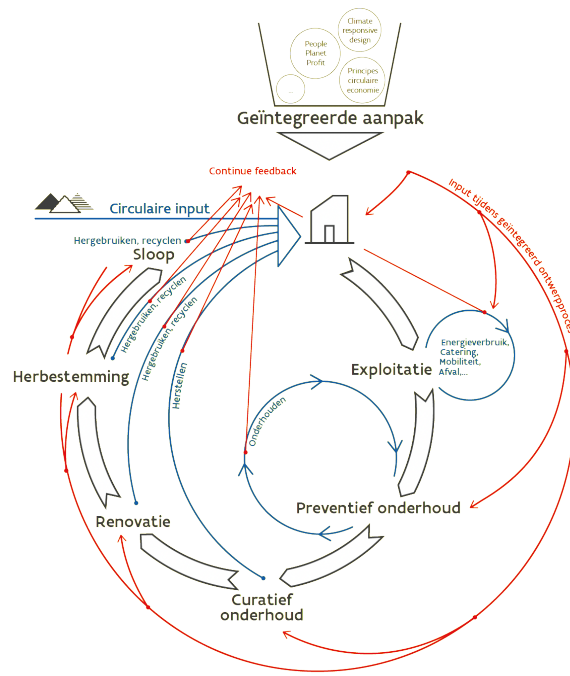 Climate
responsive
design
People
Planet
Profit
Principes
circulaire
economie
...
Geïntegreerde aanpak
Continue feedback
Input tijdens geïntegreerd ontwerpproces
Circulaire input
Hergebruiken, recyclen
Sloop
Hergebruiken, recyclen
Hergebruiken, recyclen
Herstellen
Onderhouden
Energieverbruik,
Catering,
Mobiliteit,
Afval,...
Exploitatie
Herbestemming
Preventief onderhoud
Renovatie
Curatief
onderhoud